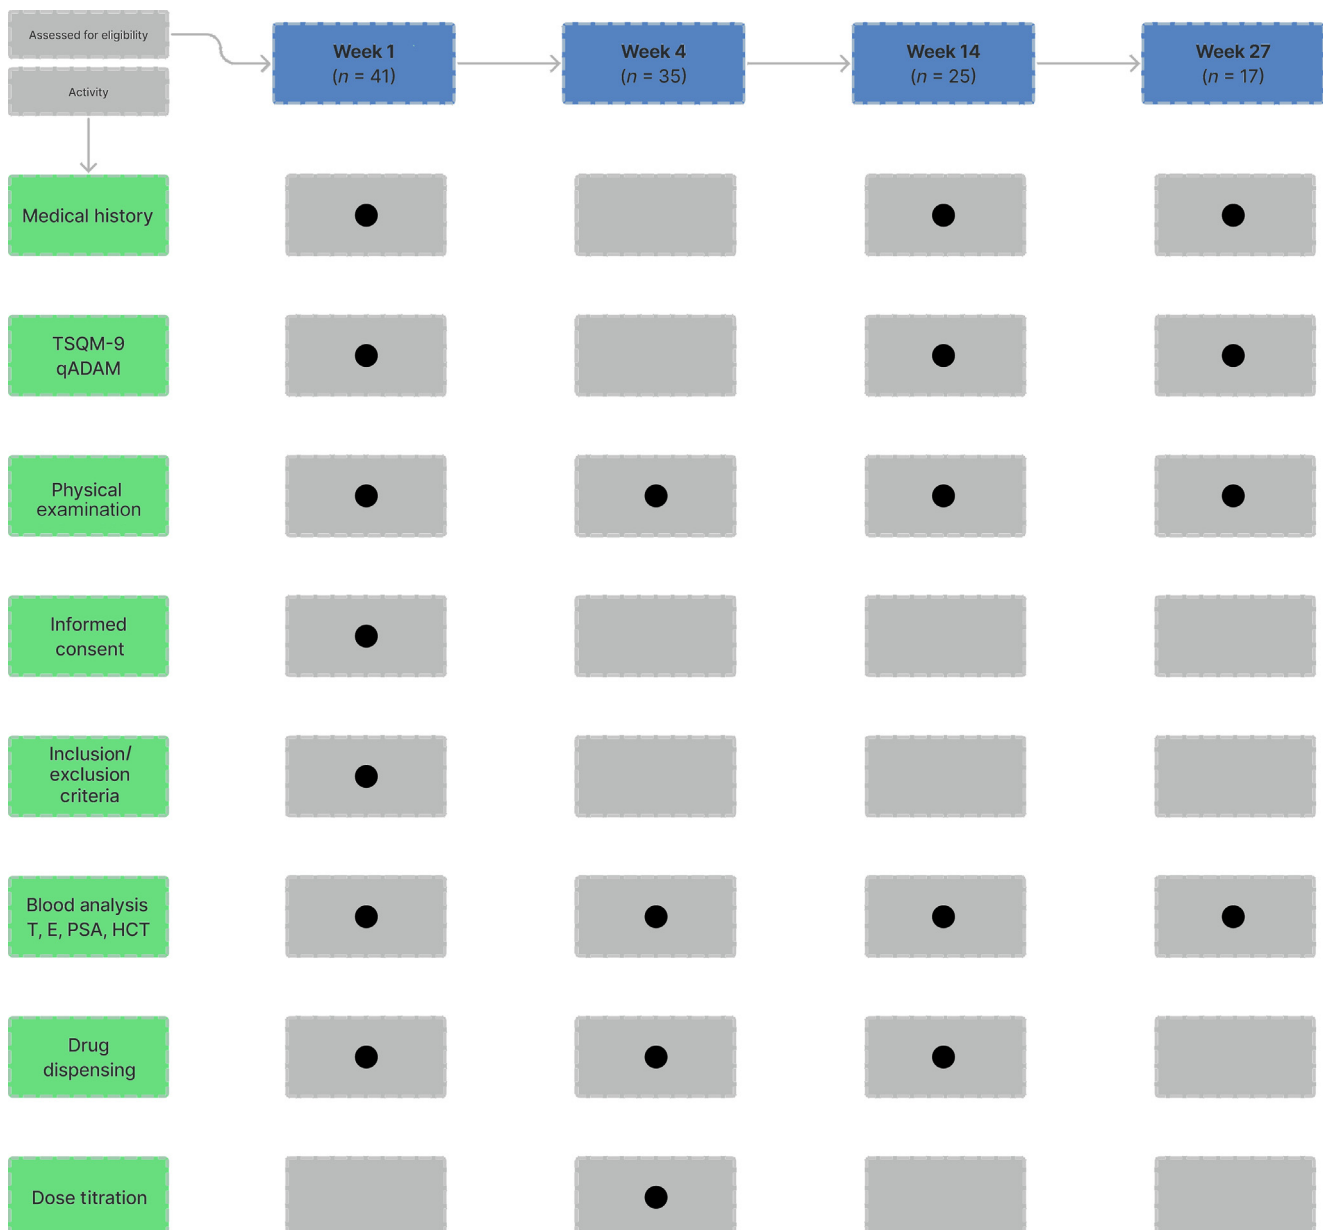 Assessed for eligibility
Activity
Week 1
(n = 41)
Week 4
(n = 35)
Week 14
(n = 25)
Week 27
(n = 17)
Medical history
TSQM-9
qADAM
Physical
examination
Informed
consent
Inclusion/
exclusion
criteria
Blood analysis
T, E, PSA, HCT
Drug
dispensing
Dose titration